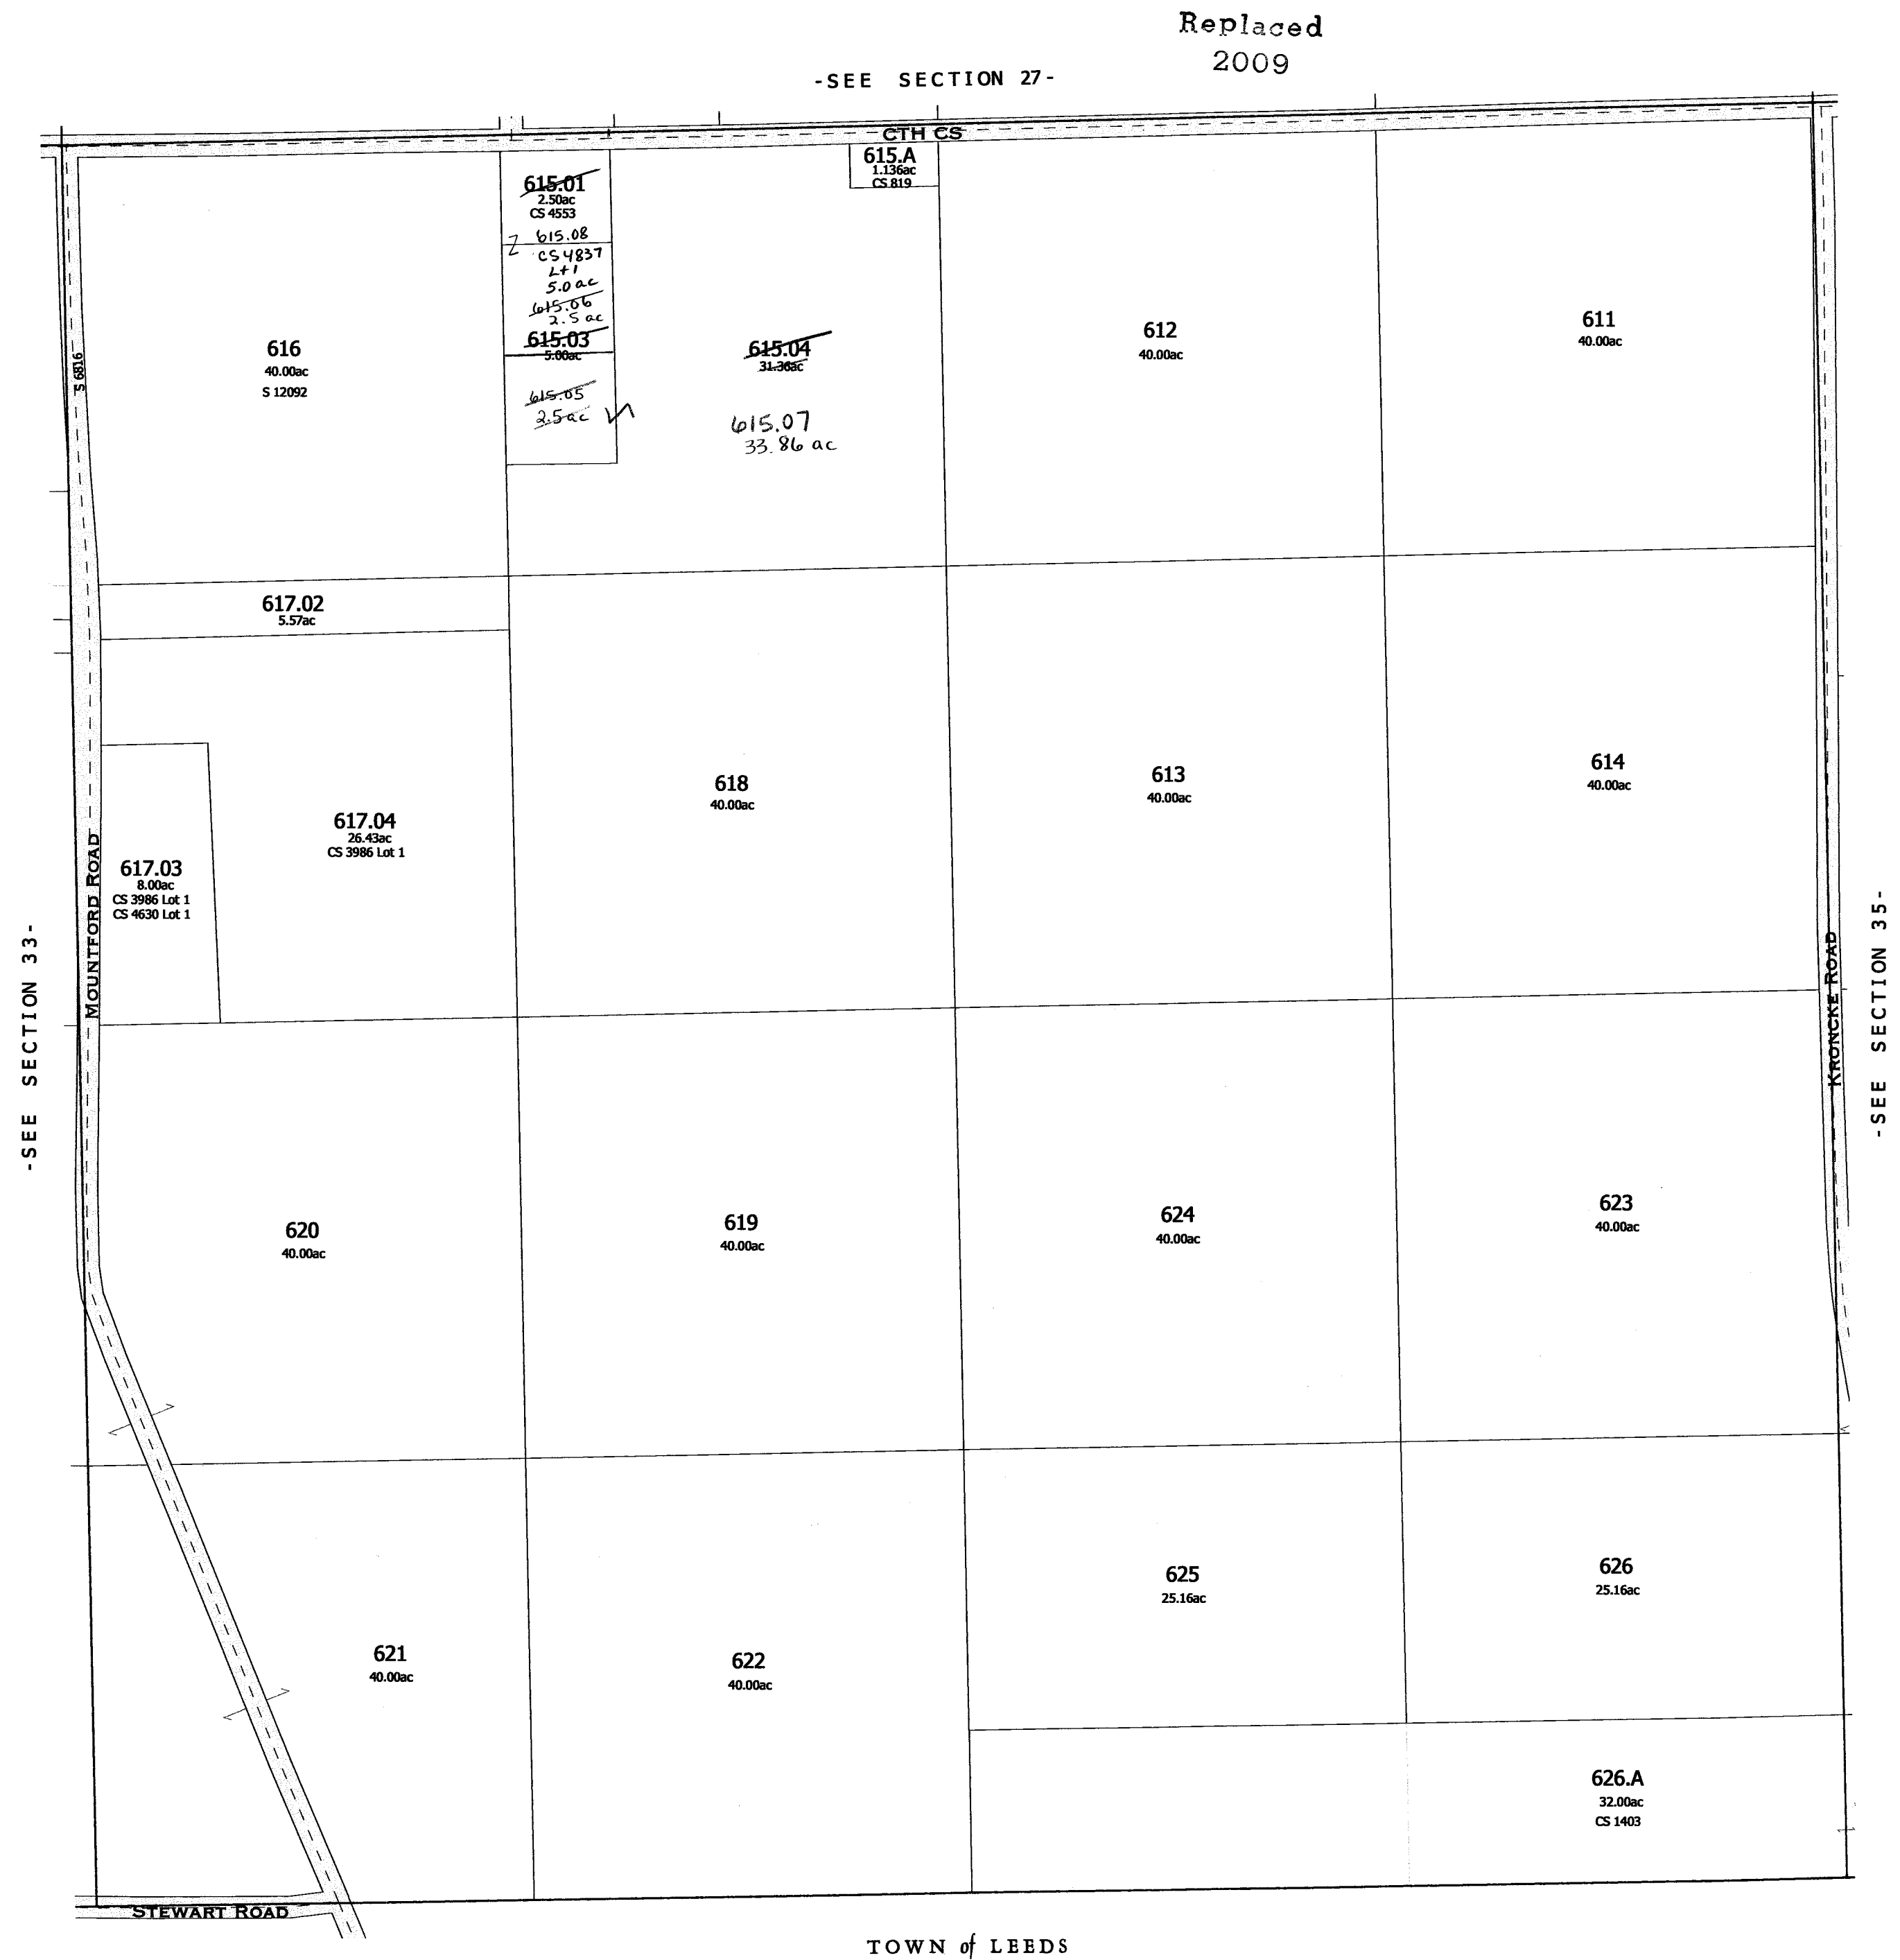 Replaced
2009
-SEE SECTION 27-
CTH CS
615.A
1.136ac
CS 819
615.01
2.50ac
CS 4553
615.08
CS 4837
Lt 1
5.0 ac
615.06
2.5 ac
615.03
5.00ac
615.05
2.5 ac
615.04
31.36ac
615.07
33.86 ac
616
40.00ac
S 12092
S 6816
612
40.00ac
611
40.00ac
617.02
5.57ac
617.04
26.43ac
CS 3986 Lot 1
617.03
8.00ac
CS 3986 Lot 1
CS 4630 Lot 1
618
40.00ac
613
40.00ac
614
40.00ac
MOUNTFORD ROAD
-SEE SECTION 33-
KRONCKE ROAD
-SEE SECTION 35-
620
40.00ac
619
40.00ac
624
40.00ac
623
40.00ac
621
40.00ac
622
40.00ac
625
25.16ac
626
25.16ac
626.A
32.00ac
CS 1403
STEWART ROAD
TOWN of LEEDS